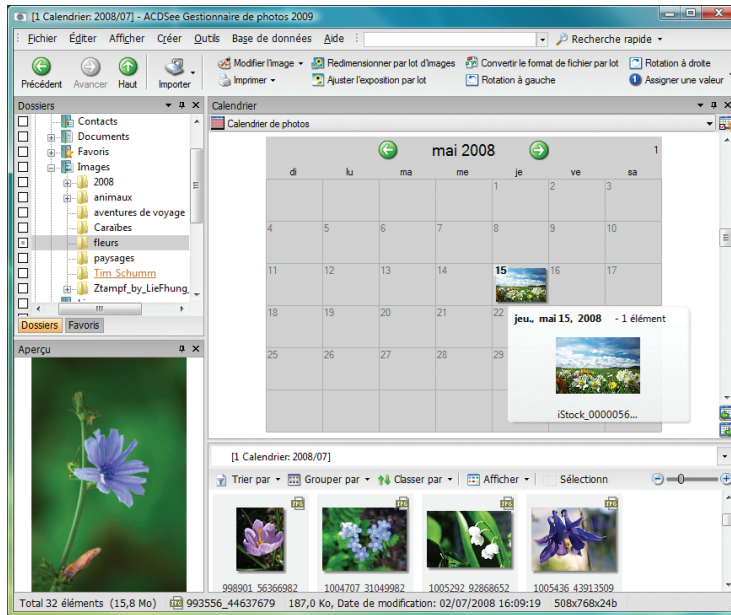 [1 Calendrier: 2008/07] - ACDSee Gestionnaire de photos 2009
Fichier Éditer Afficher Créer Outils Base de données Aide Recherche rapide
Précédent Avancer Haut Importer
Modifier l'image Redimensionner par lot d'images Convertir le format de fichier par lot Rotation à droite
Imprimer Ajuster l'exposition par lot Rotation à gauche Assigner une valeur
Dossiers
Contacts
Documents
Favoris
Images
2008
animaux
aventures de voyage
Caraïbes
fleurs
paysages
Tim Schumm
Ztampf_by_LieFhung_
Dossiers Favoris
Calendrier
Calendrier de photos
mai 2008 1
di lu ma me je ve sa
1 2 3
4 5 6 7 8 9 10
11 12 13 14 15 16 17
18 19 20 21 22
25 26 27 28 29
jeu., mai 15, 2008 - 1 élément
iStock_0000056...
Aperçu
[1 Calendrier: 2008/07]
Trier par Grouper par Classer par Afficher Sélectionn
JPG JPG JPG JPG
998901_56366982 1004707_31049982 1005292_92868652 1005436_43913509
Total 32 éléments (15,8 Mo) JPG 993556_44637679 187,0 Ko, Date de modification: 02/07/2008 16:09:19 508x768x24b